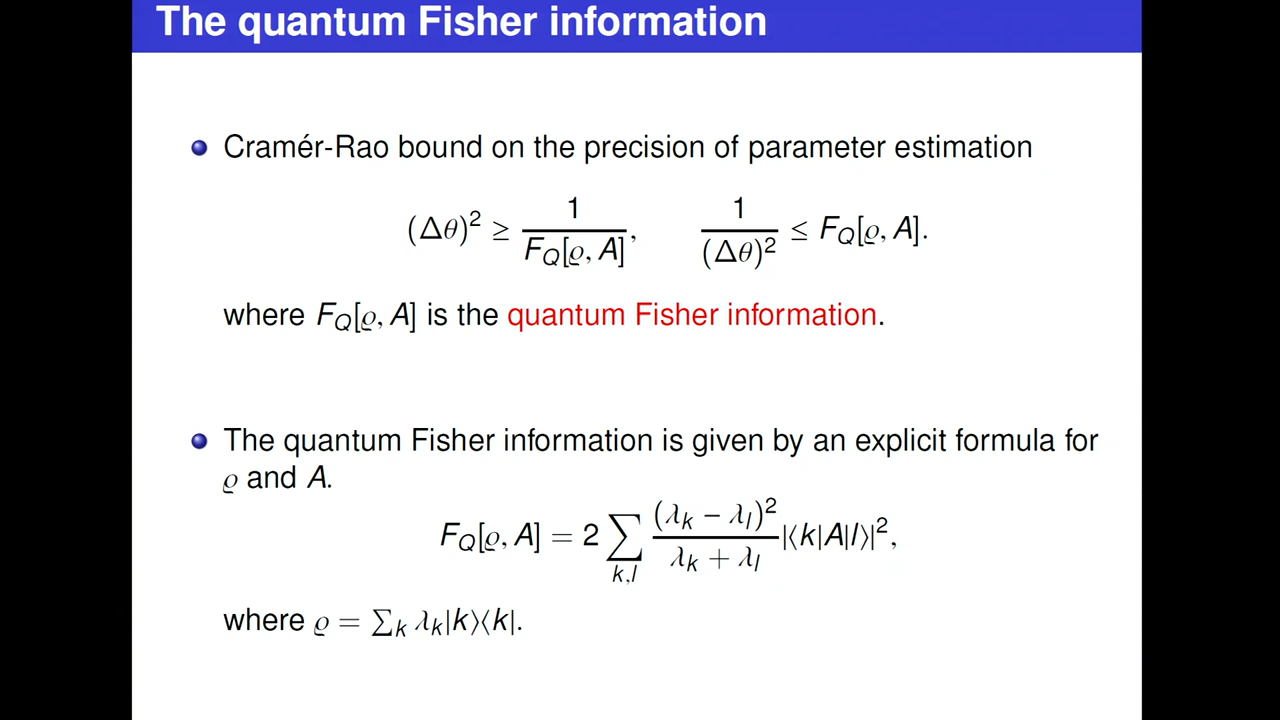 The quantum Fisher information
Cramér-Rao bound on the precision of parameter estimation
(Δθ)² ≥ 1/F_Q[ϱ, A], 1/(Δθ)² ≤ F_Q[ϱ, A].
where F_Q[ϱ, A] is the quantum Fisher information.
The quantum Fisher information is given by an explicit formula for
ϱ and A.
F_Q[ϱ, A] = 2 ∑_{k,l} (λ_k − λ_l)²/(λ_k + λ_l) |⟨k|A|l⟩|²,
where ϱ = ∑_k λ_k|k⟩⟨k|.